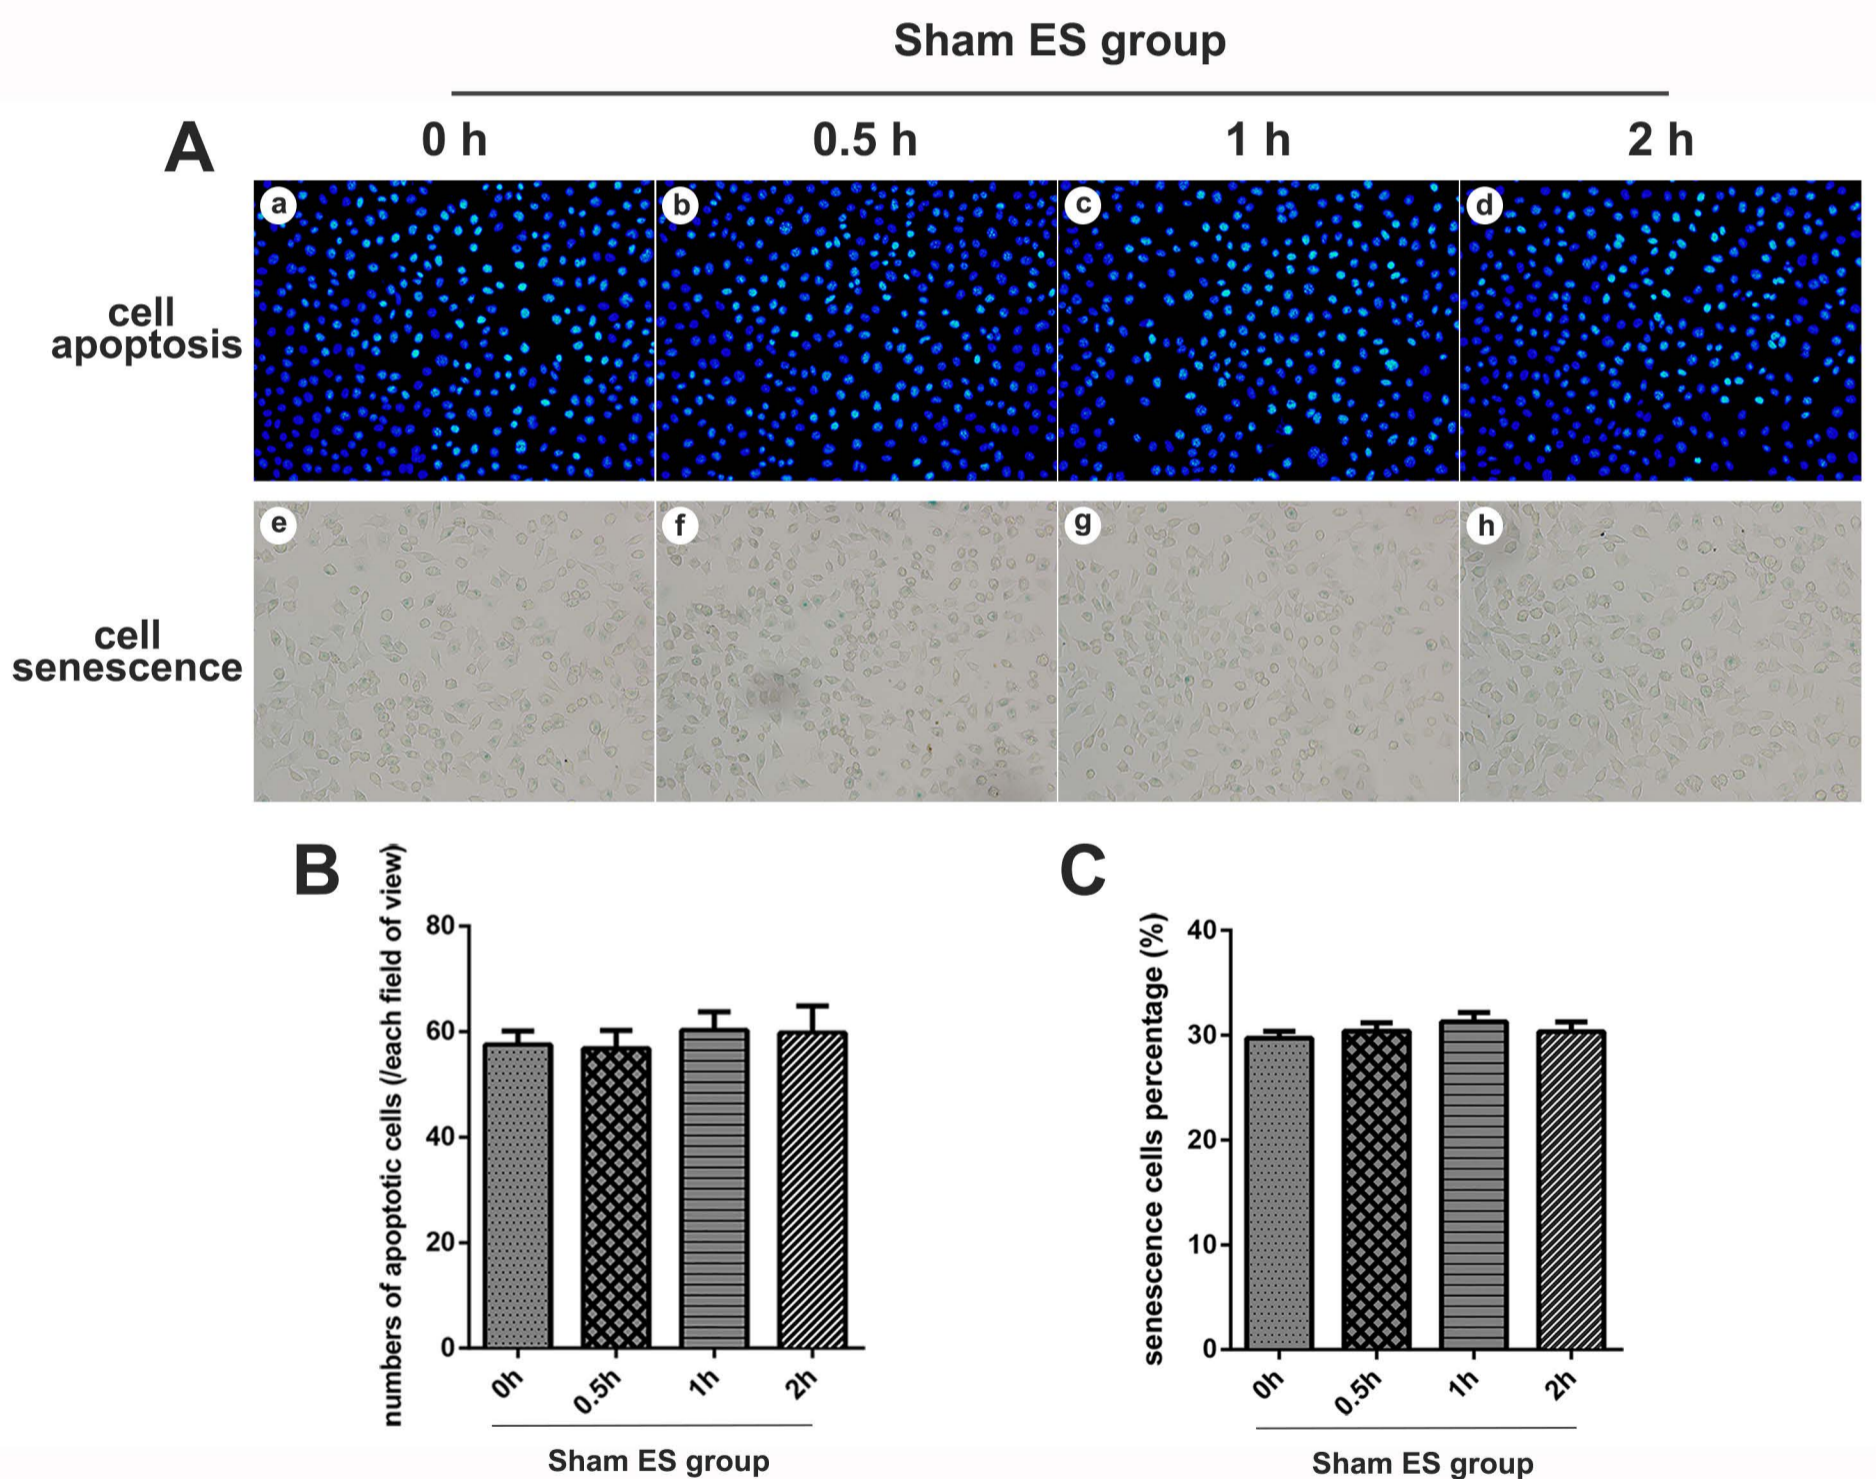 Sham ES group
A
0 h
0.5 h
1 h
2 h
cell
apoptosis
a
b
c
d
cell
senescence
e
f
g
h
B
numbers of apoptotic cells (/each field of view)
80
60
40
20
0
0h
0.5h
1h
2h
Sham ES group
C
senescence cells percentage (%)
40
30
20
10
0
0h
0.5h
1h
2h
Sham ES group